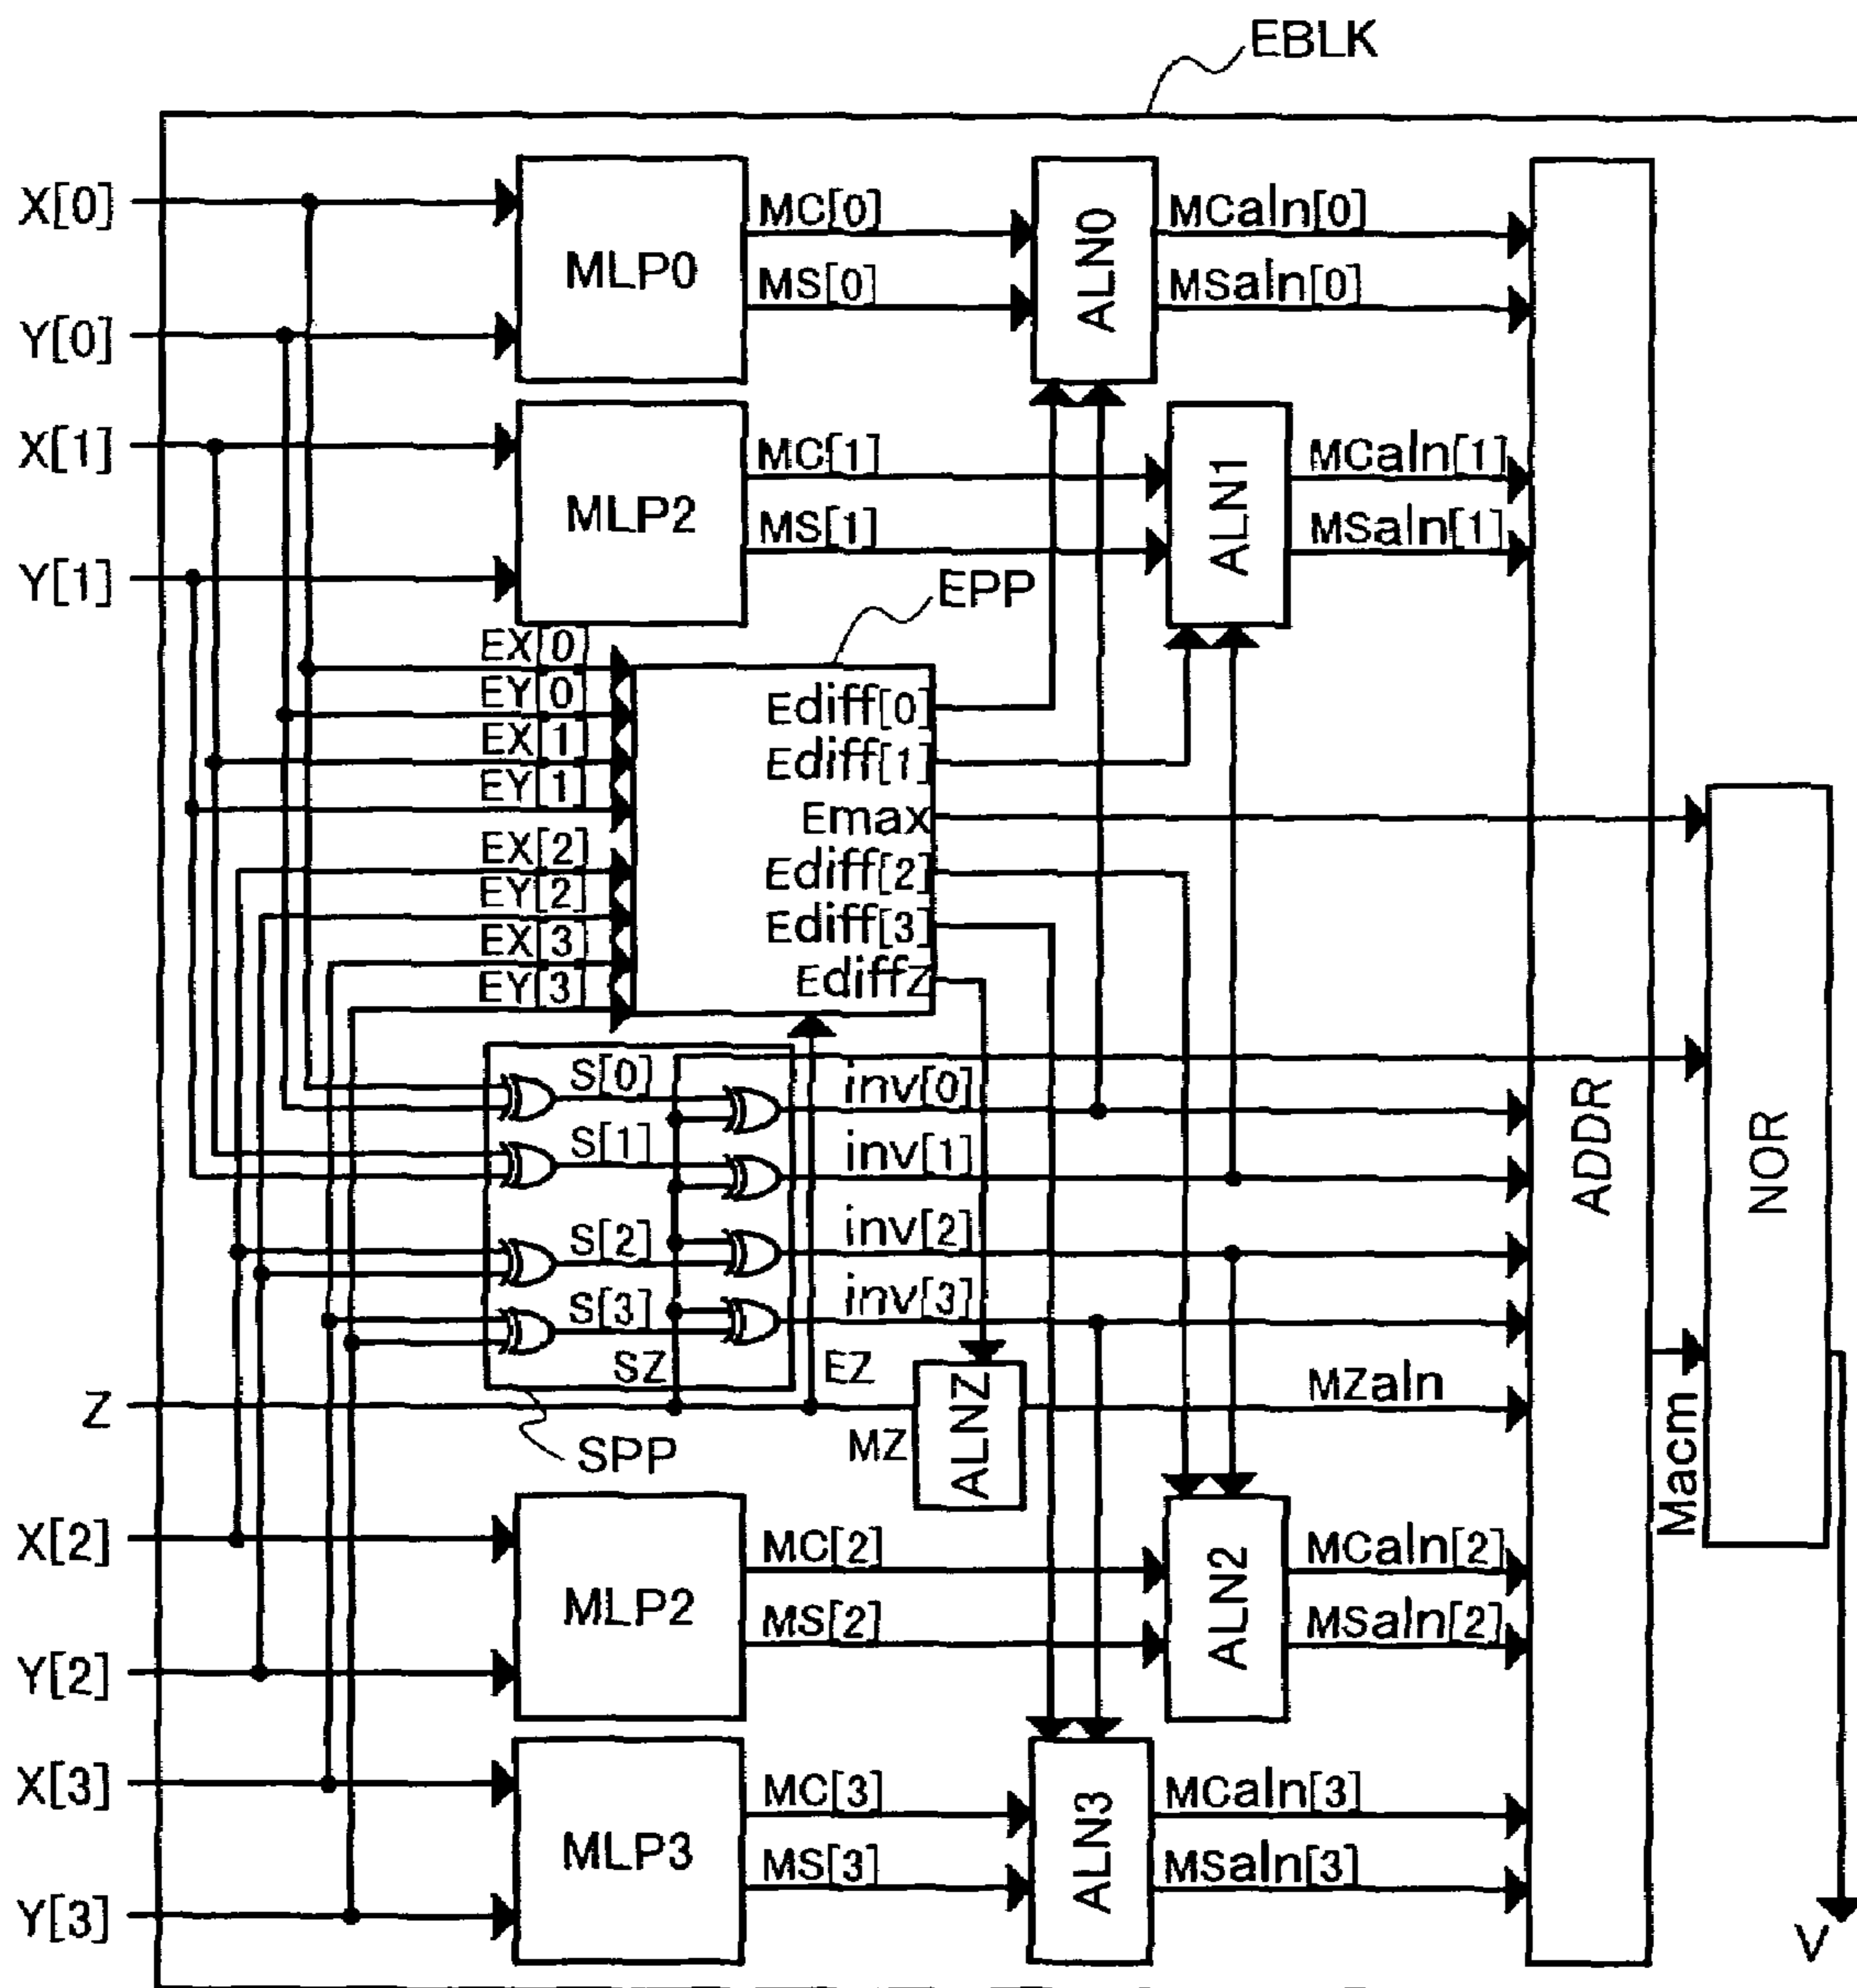 EBLK
X[0]
MLP0
MC[0]
MS[0]
ALN0
MCaln[0]
MSaln[0]
Y[0]
X[1]
MLP2
MC[1]
MS[1]
ALN1
MCaln[1]
MSaln[1]
Y[1]
EPP
EX[0]
EY[0]
EX[1]
EY[1]
EX[2]
EY[2]
EX[3]
EY[3]
Ediff[0]
Ediff[1]
Emax
Ediff[2]
Ediff[3]
EdiffZ
S[0]
S[1]
S[2]
S[3]
SZ
EZ
inv[0]
inv[1]
inv[2]
inv[3]
ADDR
NOR
Z
SPP
MZ
ALNZ
MZaln
Macm
X[2]
MLP2
MC[2]
MS[2]
ALN2
MCaln[2]
MSaln[2]
Y[2]
X[3]
MLP3
MC[3]
MS[3]
ALN3
MCaln[3]
MSaln[3]
Y[3]
V